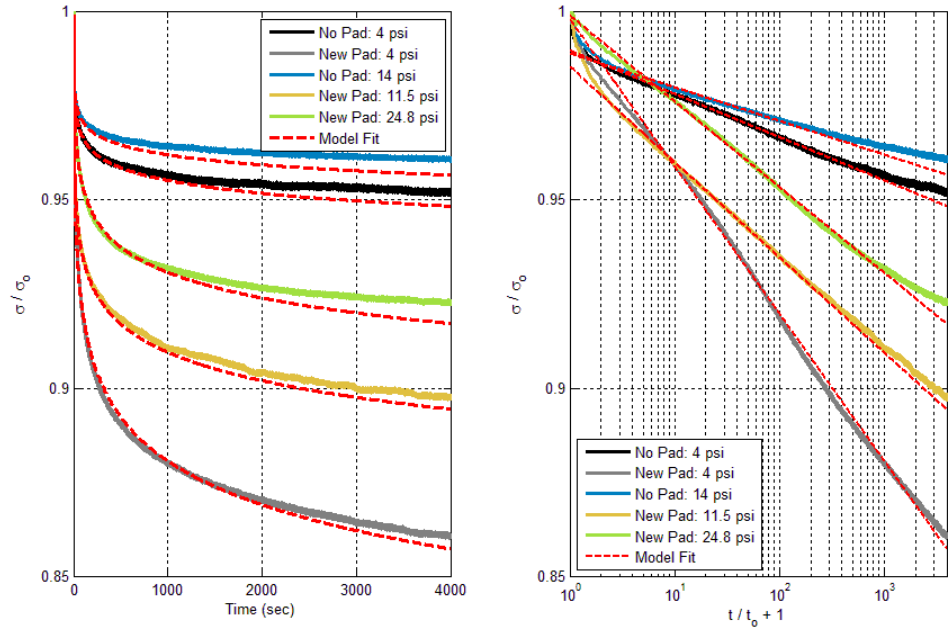 1
0.95
0.9
0.85
σ / σo
0
1000
2000
3000
4000
Time (sec)
No Pad: 4 psi
New Pad: 4 psi
No Pad: 14 psi
New Pad: 11.5 psi
New Pad: 24.8 psi
Model Fit
1
0.95
0.9
0.85
σ / σo
10^0
10^1
10^2
10^3
t / to + 1
No Pad: 4 psi
New Pad: 4 psi
No Pad: 14 psi
New Pad: 11.5 psi
New Pad: 24.8 psi
Model Fit